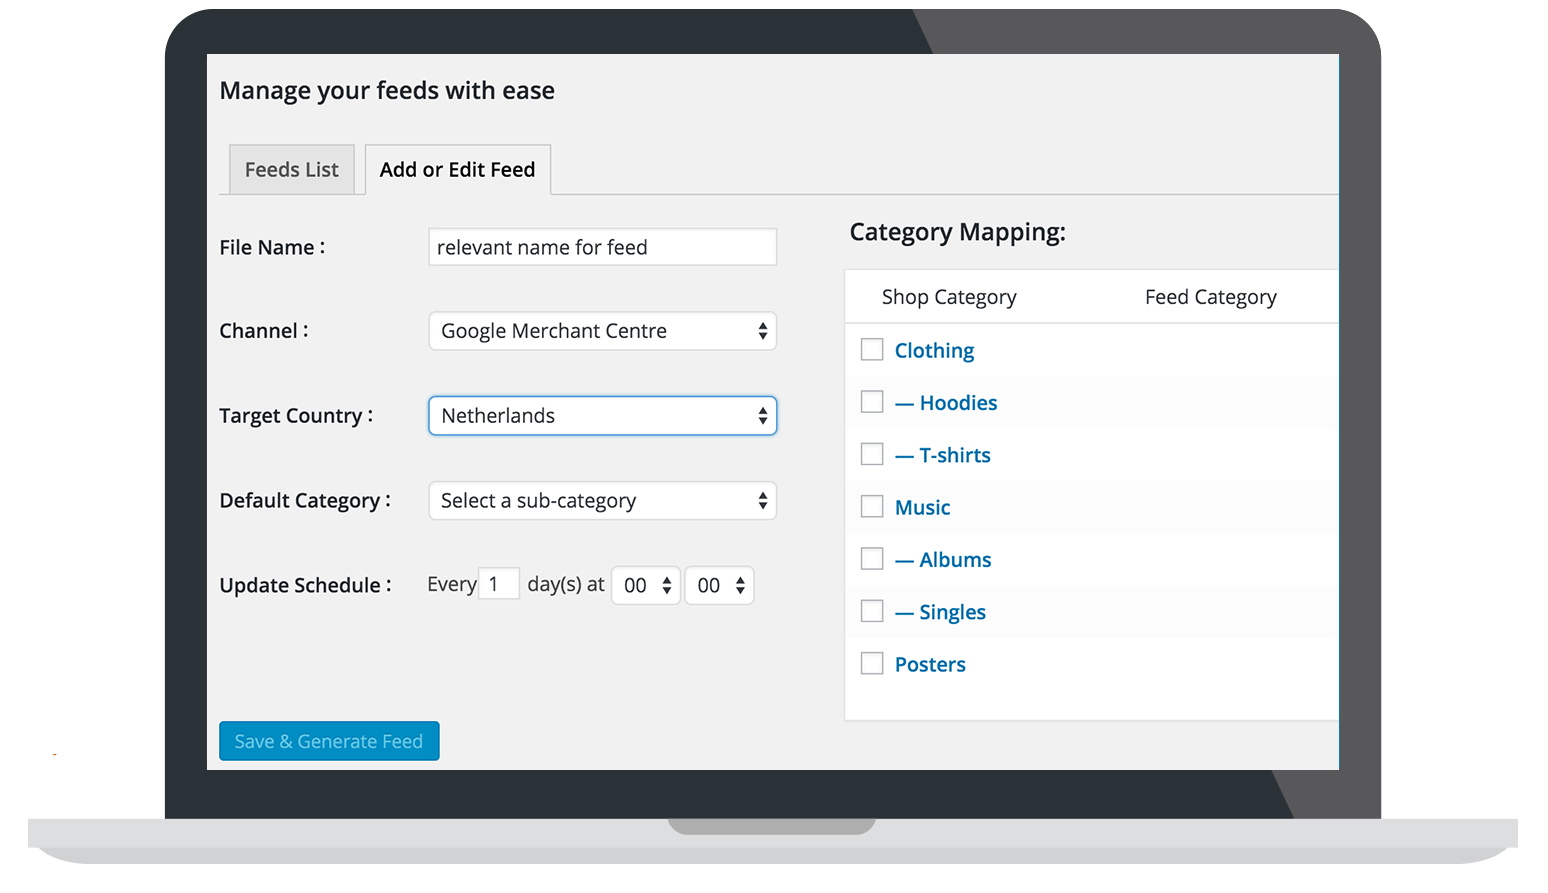 Manage your feeds with ease
Feeds List
Add or Edit Feed
File Name :
relevant name for feed
Channel :
Google Merchant Centre
Target Country :
Netherlands
Default Category :
Select a sub-category
Update Schedule :
Every 1 day(s) at 00 00
Save & Generate Feed
Category Mapping:
Shop Category Feed Category
Clothing
— Hoodies
— T-shirts
Music
— Albums
— Singles
Posters